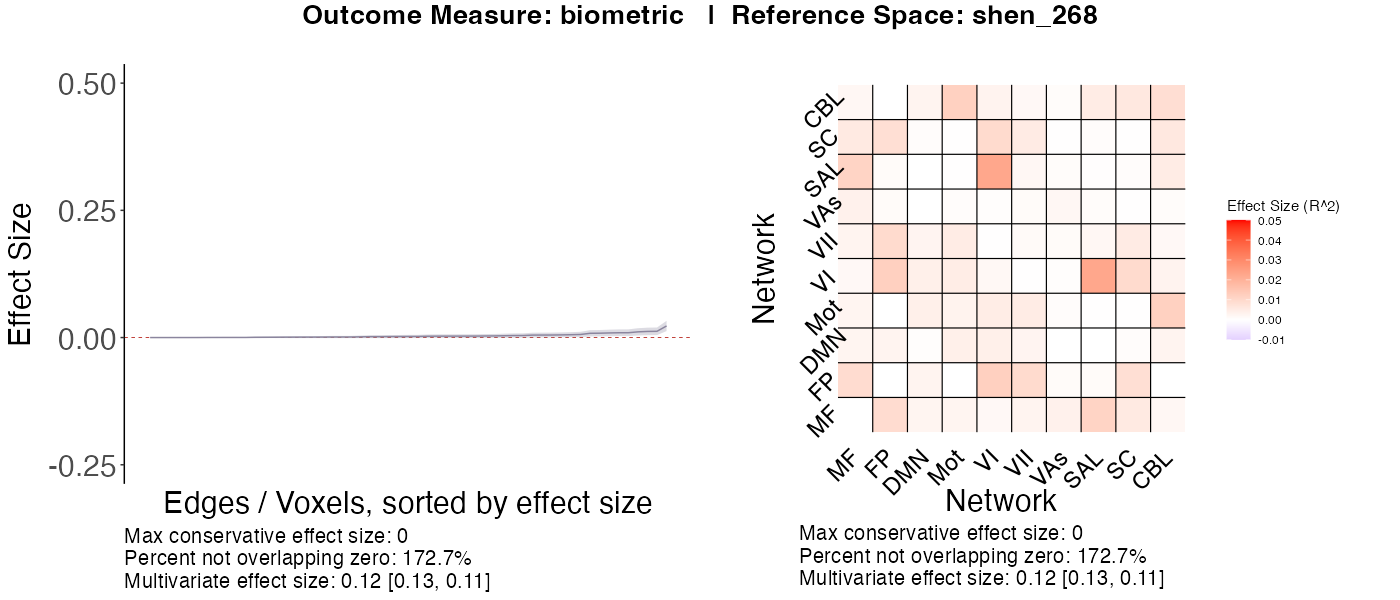 Outcome Measure: biometric | Reference Space: shen_268
Effect Size
0.50
0.25
0.00
-0.25
Edges / Voxels, sorted by effect size
Max conservative effect size: 0
Percent not overlapping zero: 172.7%
Multivariate effect size: 0.12 [0.13, 0.11]
Network
CBL
SC
SAL
VAs
VII
VI
Mot
DMN
FP
MF
MF FP DMN Mot VI VII VAs SAL SC CBL
Network
Max conservative effect size: 0
Percent not overlapping zero: 172.7%
Multivariate effect size: 0.12 [0.13, 0.11]
Effect Size (R^2)
0.05
0.04
0.03
0.02
0.01
0.00
-0.01